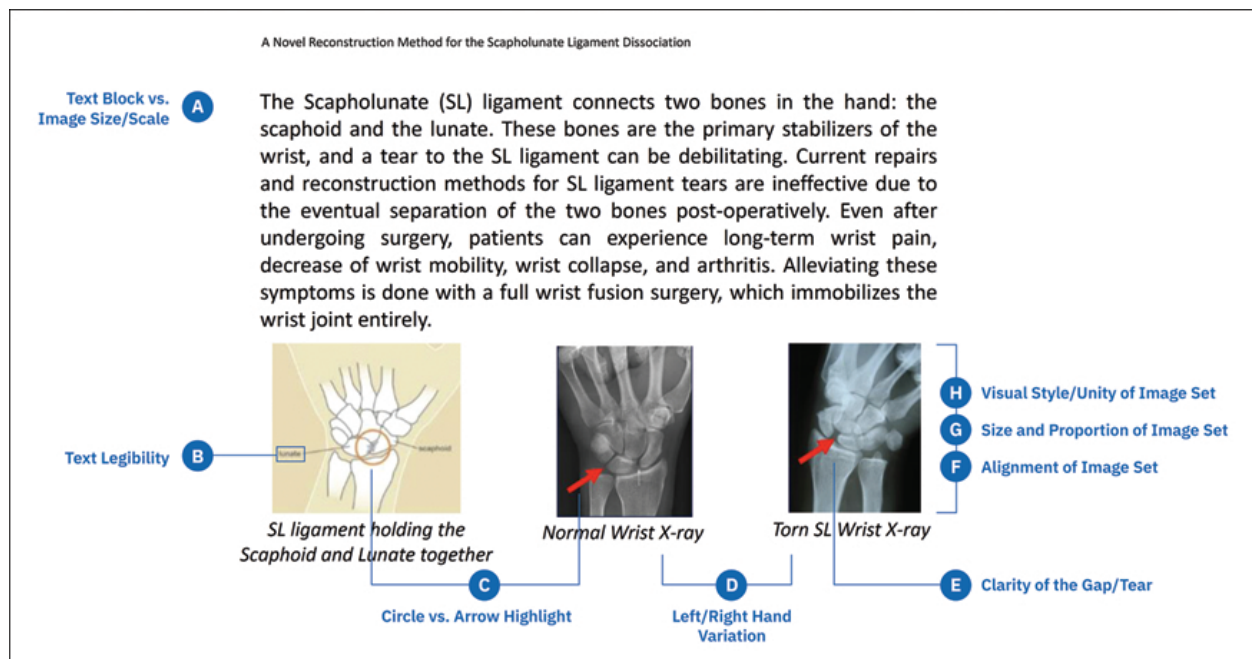 A Novel Reconstruction Method for the Scapholunate Ligament Dissociation
Text Block vs.
Image Size/Scale
A
The Scapholunate (SL) ligament connects two bones in the hand: the
scaphoid and the lunate. These bones are the primary stabilizers of the
wrist, and a tear to the SL ligament can be debilitating. Current repairs
and reconstruction methods for SL ligament tears are ineffective due to
the eventual separation of the two bones post-operatively. Even after
undergoing surgery, patients can experience long-term wrist pain,
decrease of wrist mobility, wrist collapse, and arthritis. Alleviating these
symptoms is done with a full wrist fusion surgery, which immobilizes the
wrist joint entirely.
H
Visual Style/Unity of Image Set
G
Size and Proportion of Image Set
F
Alignment of Image Set
Text Legibility
B
lunate
scaphoid
SL ligament holding the
Scaphoid and Lunate together
Normal Wrist X-ray
Torn SL Wrist X-ray
C
Circle vs. Arrow Highlight
D
Left/Right Hand
Variation
E
Clarity of the Gap/Tear